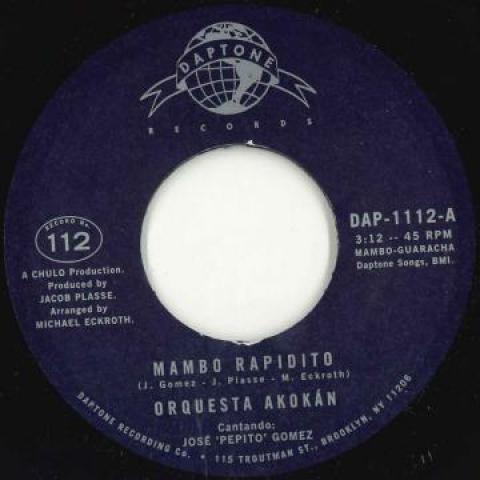 DAPTONE
RECORDS
RECORD No.
112
A CHULO Production.
Produced by
JACOB PLASSE.
Arranged by
MICHAEL ECKROTH.
DAP-1112-A
3:12 -- 45 RPM
MAMBO-GUARACHA
Daptone Songs, BMI.
MAMBO RAPIDITO
(J. Gomez - J. Plasse - M. Eckroth)
ORQUESTA AKOKÁN
Cantando:
JOSÉ 'PEPITO' GOMEZ
DAPTONE RECORDING Co. • 115 TROUTMAN ST., BROOKLYN, NY 11206